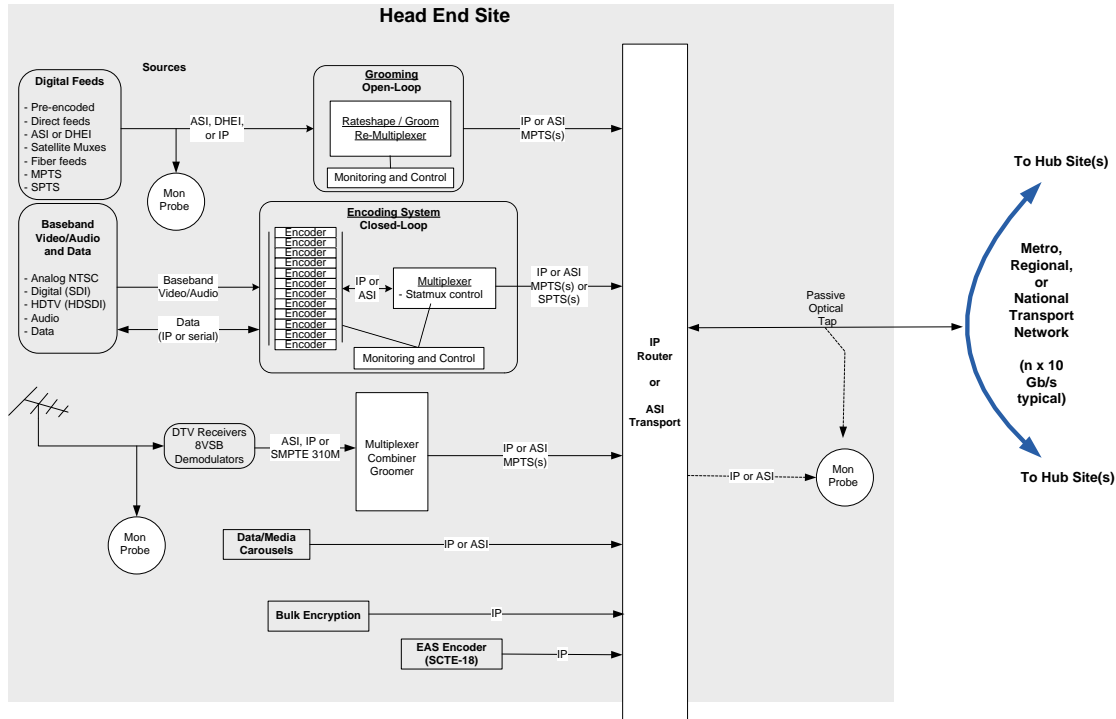 Head End Site
Sources
Digital Feeds
- Pre-encoded
- Direct feeds
- ASI or DHEI
- Satellite Muxes
- Fiber feeds
- MPTS
- SPTS
ASI, DHEI,
or IP
Mon
Probe
Grooming
Open-Loop
Rateshape / Groom
Re-Multiplexer
Monitoring and Control
IP or ASI
MPTS(s)
Baseband
Video/Audio
and Data
- Analog NTSC
- Digital (SDI)
- HDTV (HDSDI)
- Audio
- Data
Baseband
Video/Audio
Data
(IP or serial)
Encoding System
Closed-Loop
Encoder
Encoder
Encoder
Encoder
Encoder
Encoder
Encoder
Encoder
Encoder
Encoder
Encoder
Encoder
IP or
ASI
Multiplexer
- Statmux control
Monitoring and Control
IP or ASI
MPTS(s) or
SPTS(s)
DTV Receivers
8VSB
Demodulators
Mon
Probe
ASI, IP or
SMPTE 310M
Multiplexer
Combiner
Groomer
IP or ASI
MPTS(s)
Data/Media
Carousels
IP or ASI
Bulk Encryption
IP
EAS Encoder
(SCTE-18)
IP
IP
Router
or
ASI
Transport
Passive
Optical
Tap
IP or ASI
Mon
Probe
To Hub Site(s)
Metro,
Regional,
or
National
Transport
Network
(n x 10
Gb/s
typical)
To Hub Site(s)